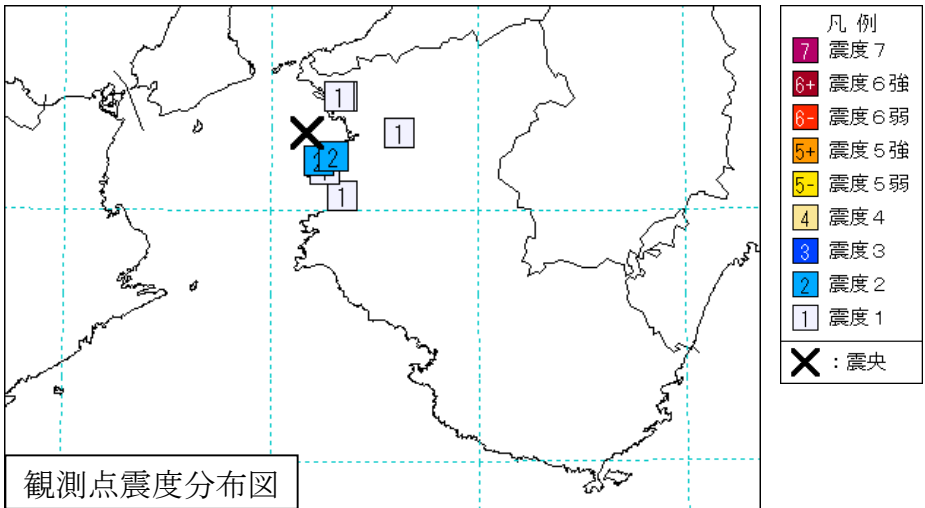 1
1
2
2
1
1
観測点震度分布図
凡 例
7 震度７
6+ 震度６強
6- 震度６弱
5+ 震度５強
5- 震度５弱
4 震度４
3 震度３
2 震度２
1 震度１
：震央